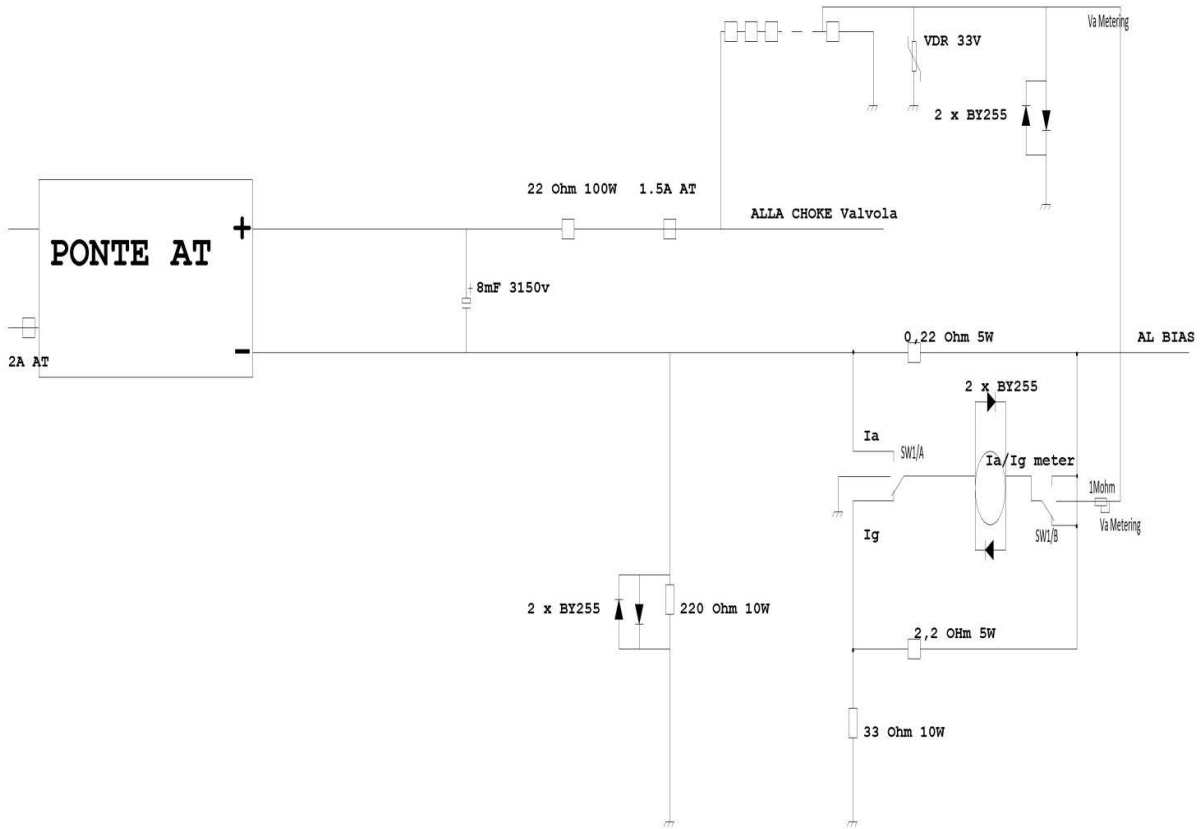 Va Metering
VDR 33V
2 x BY255
22 Ohm 100W
1.5A AT
ALLA CHOKE Valvola
PONTE AT
+
-
+
8mF 3150v
2A AT
0,22 Ohm 5W
AL BIAS
2 x BY255
Ia
SW1/A
Ia/Ig meter
1Mohm
Va Metering
SW1/B
Ig
2 x BY255
220 Ohm 10W
2,2 OHm 5W
33 Ohm 10W